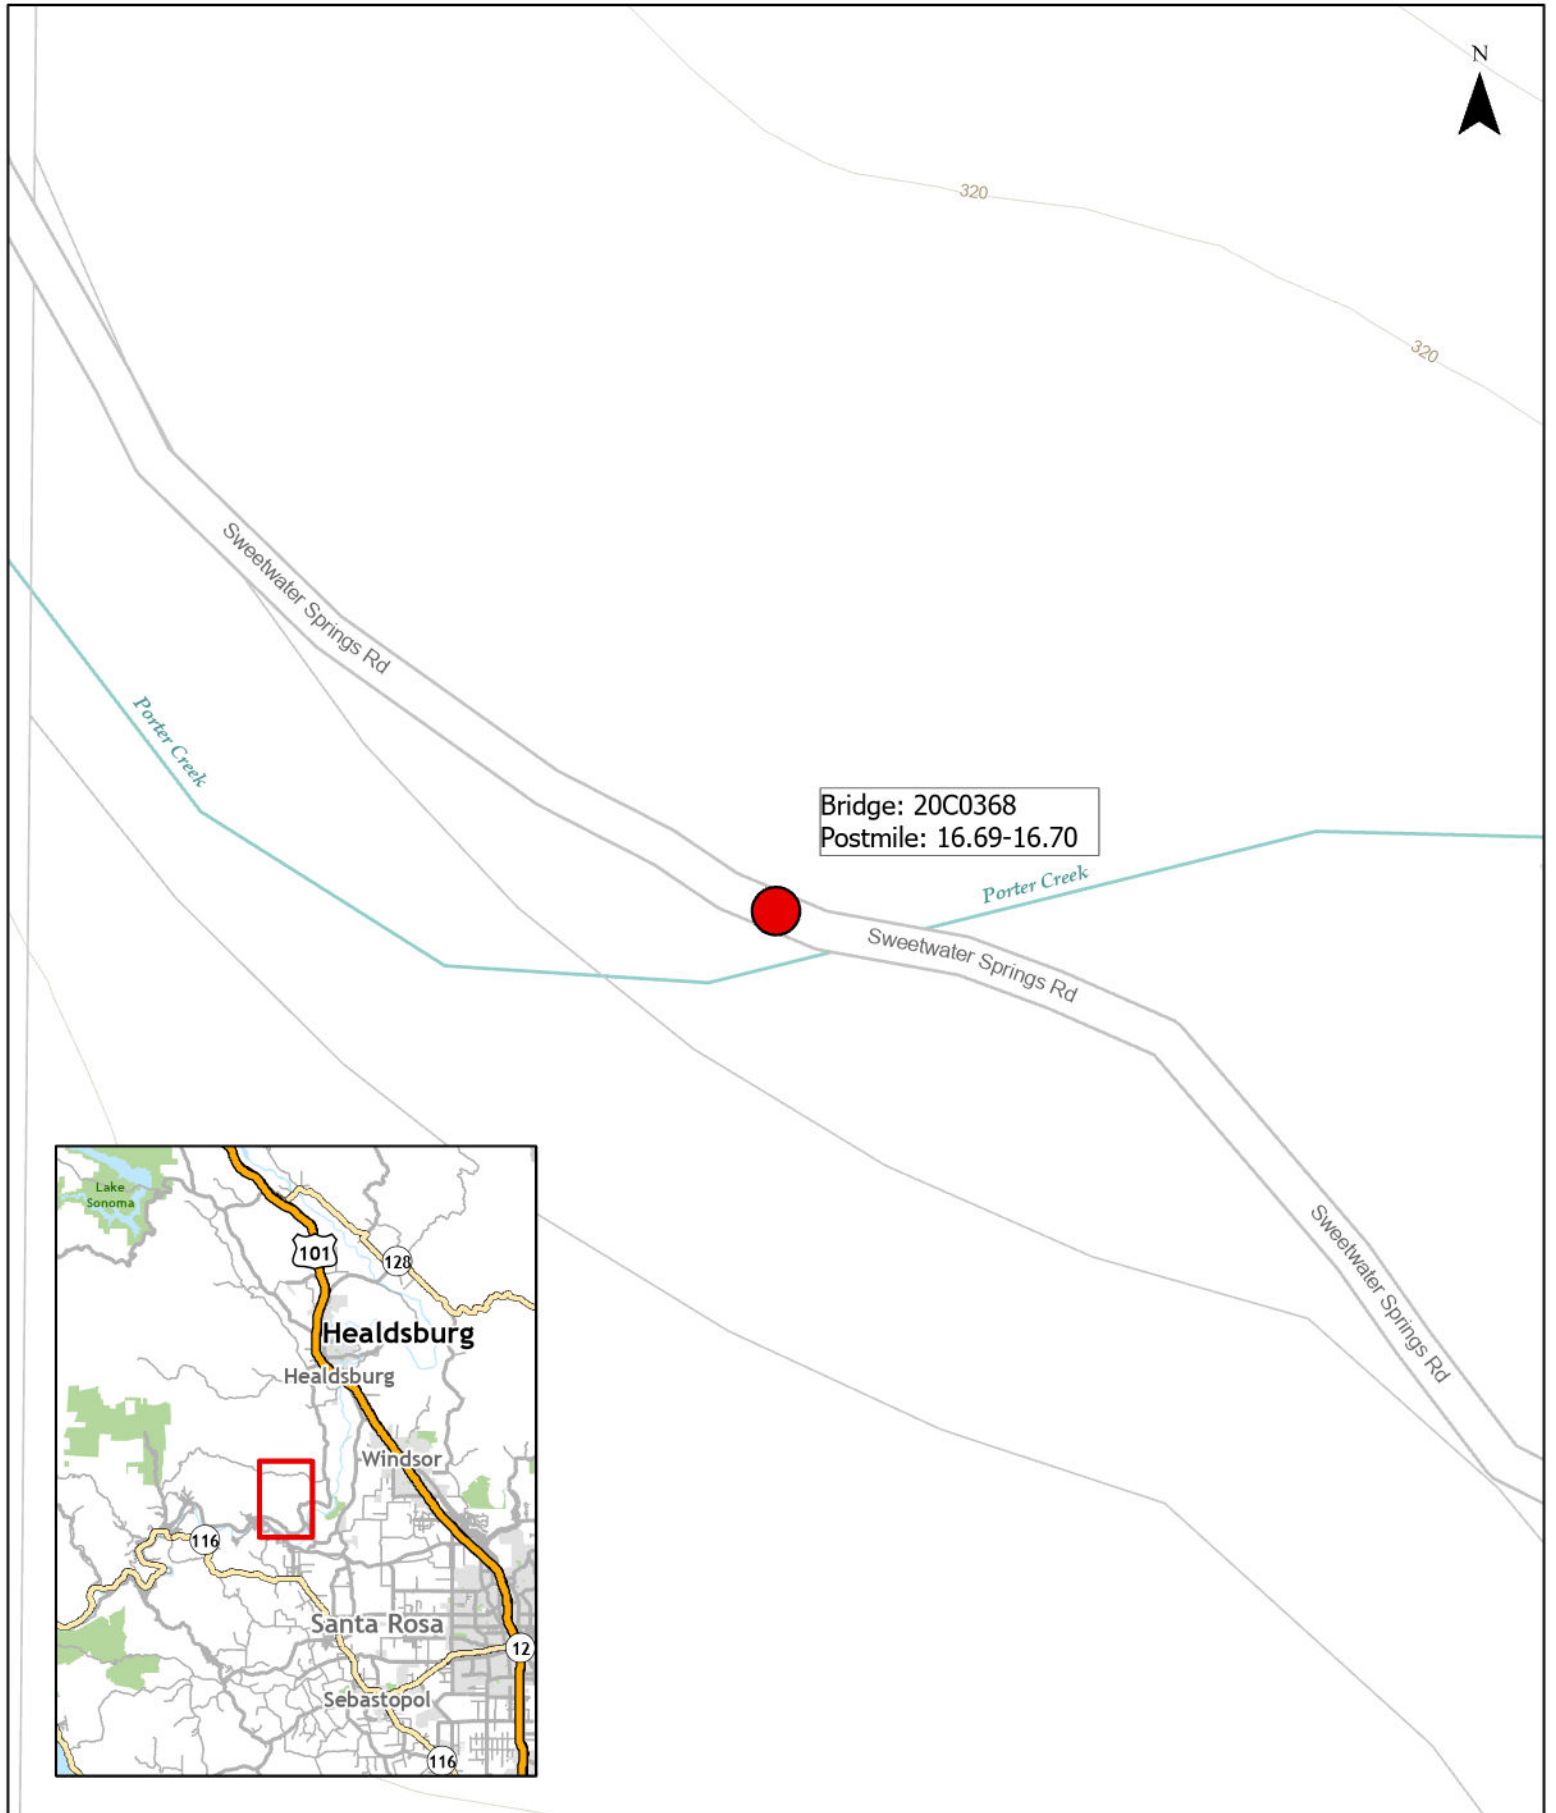 N
320
320
Sweetwater Springs Rd
Porter Creek
Bridge: 20C0368
Postmile: 16.69-16.70
Porter Creek
Sweetwater Springs Rd
Sweetwater Springs Rd
Lake
Sonoma
101
128
Healdsburg
Healdsburg
Windsor
116
Santa Rosa
12
Sebastopol
116